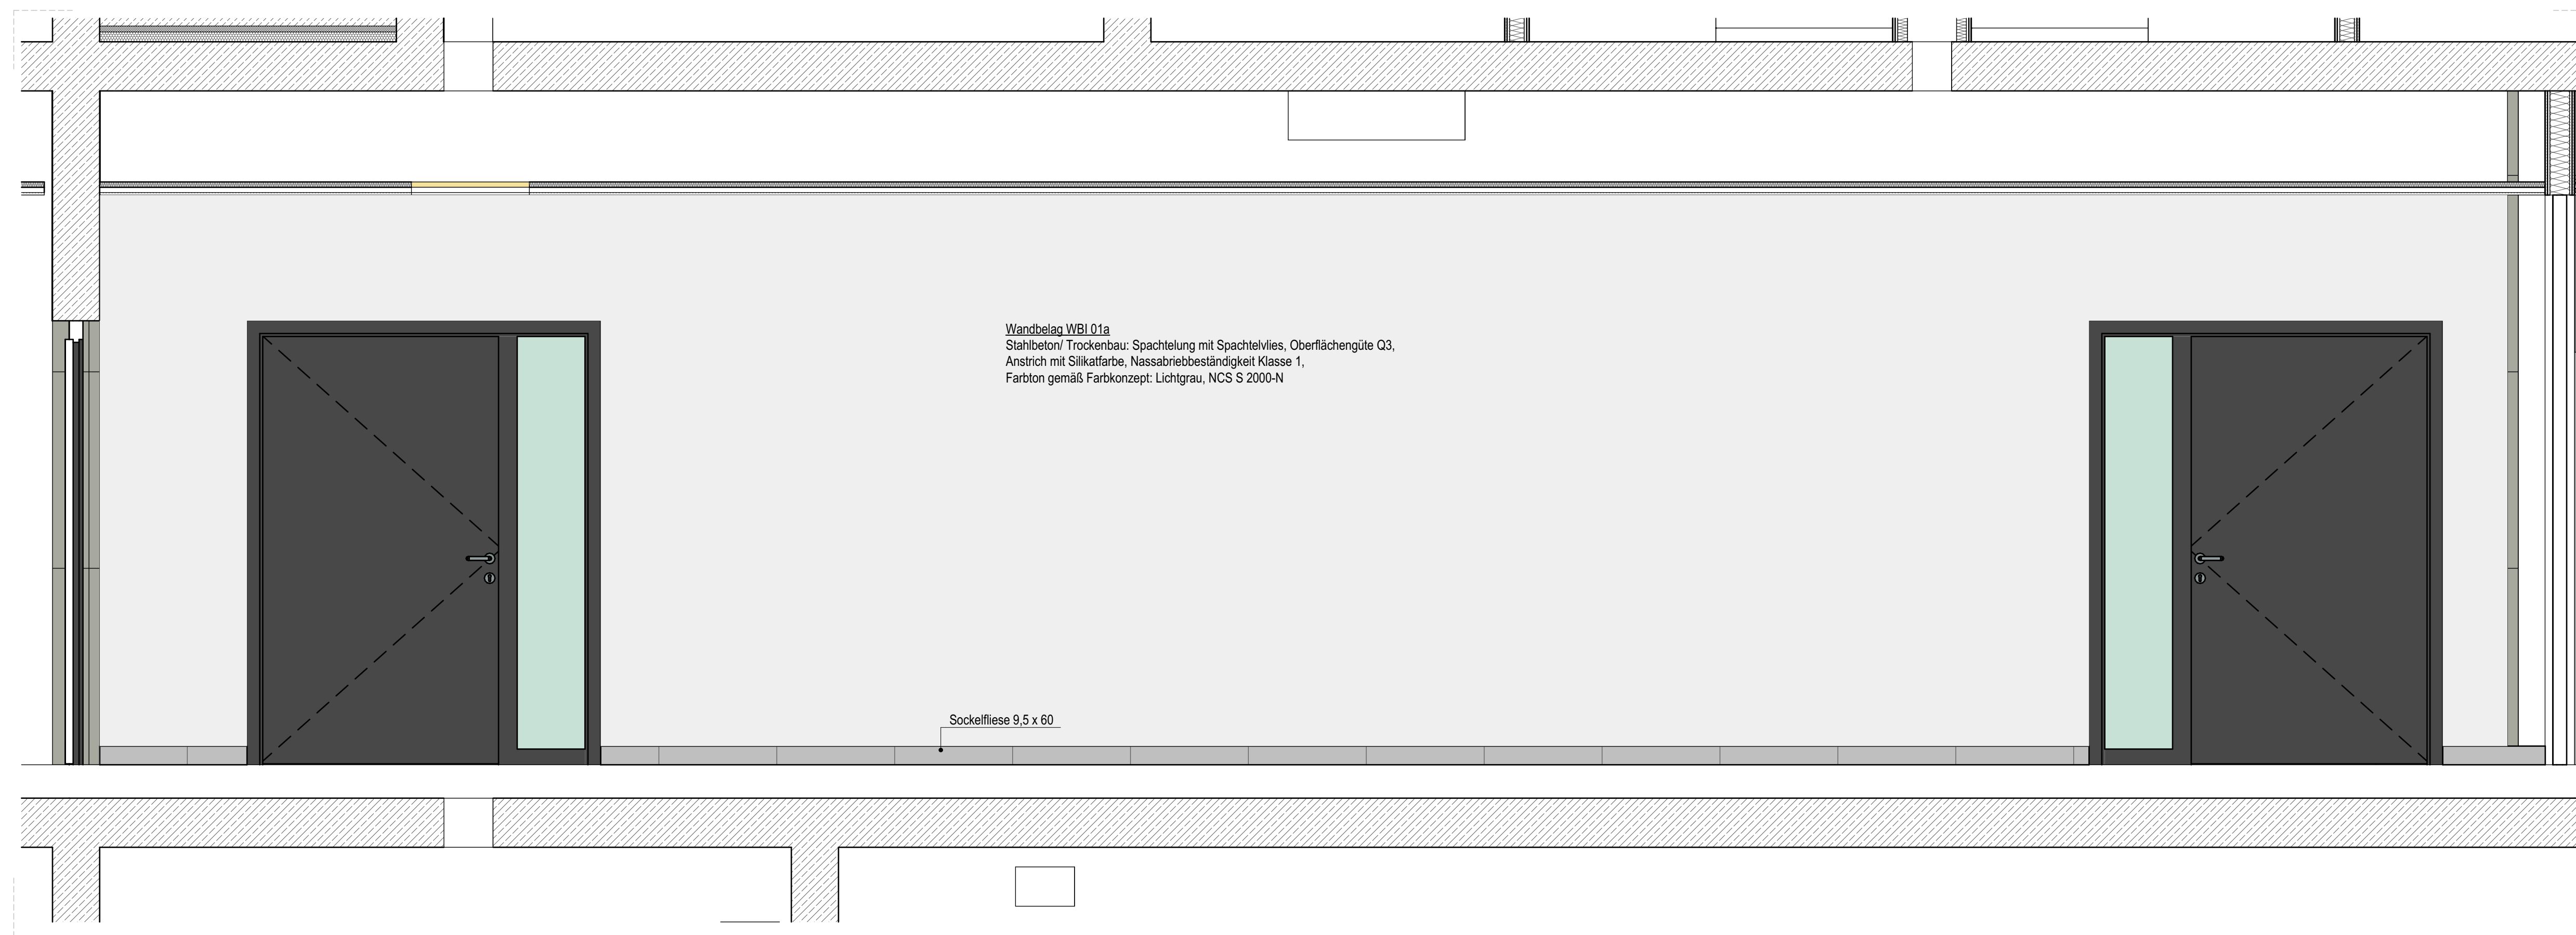 Wandbelag WBI 01a
Stahlbeton/ Trockenbau: Spachtelung mit Spachtelvlies, Oberflächengüte Q3,
Anstrich mit Silikatfarbe, Nassabriebbeständigkeit Klasse 1,
Farbton gemäß Farbkonzept: Lichtgrau, NCS S 2000-N
Sockelfliese 9,5 x 60